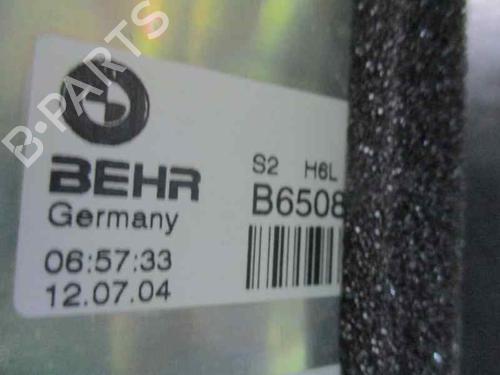 B-PARTS
BEHR
Germany
06:57:33
12.07.04
S2 H6L
B6508